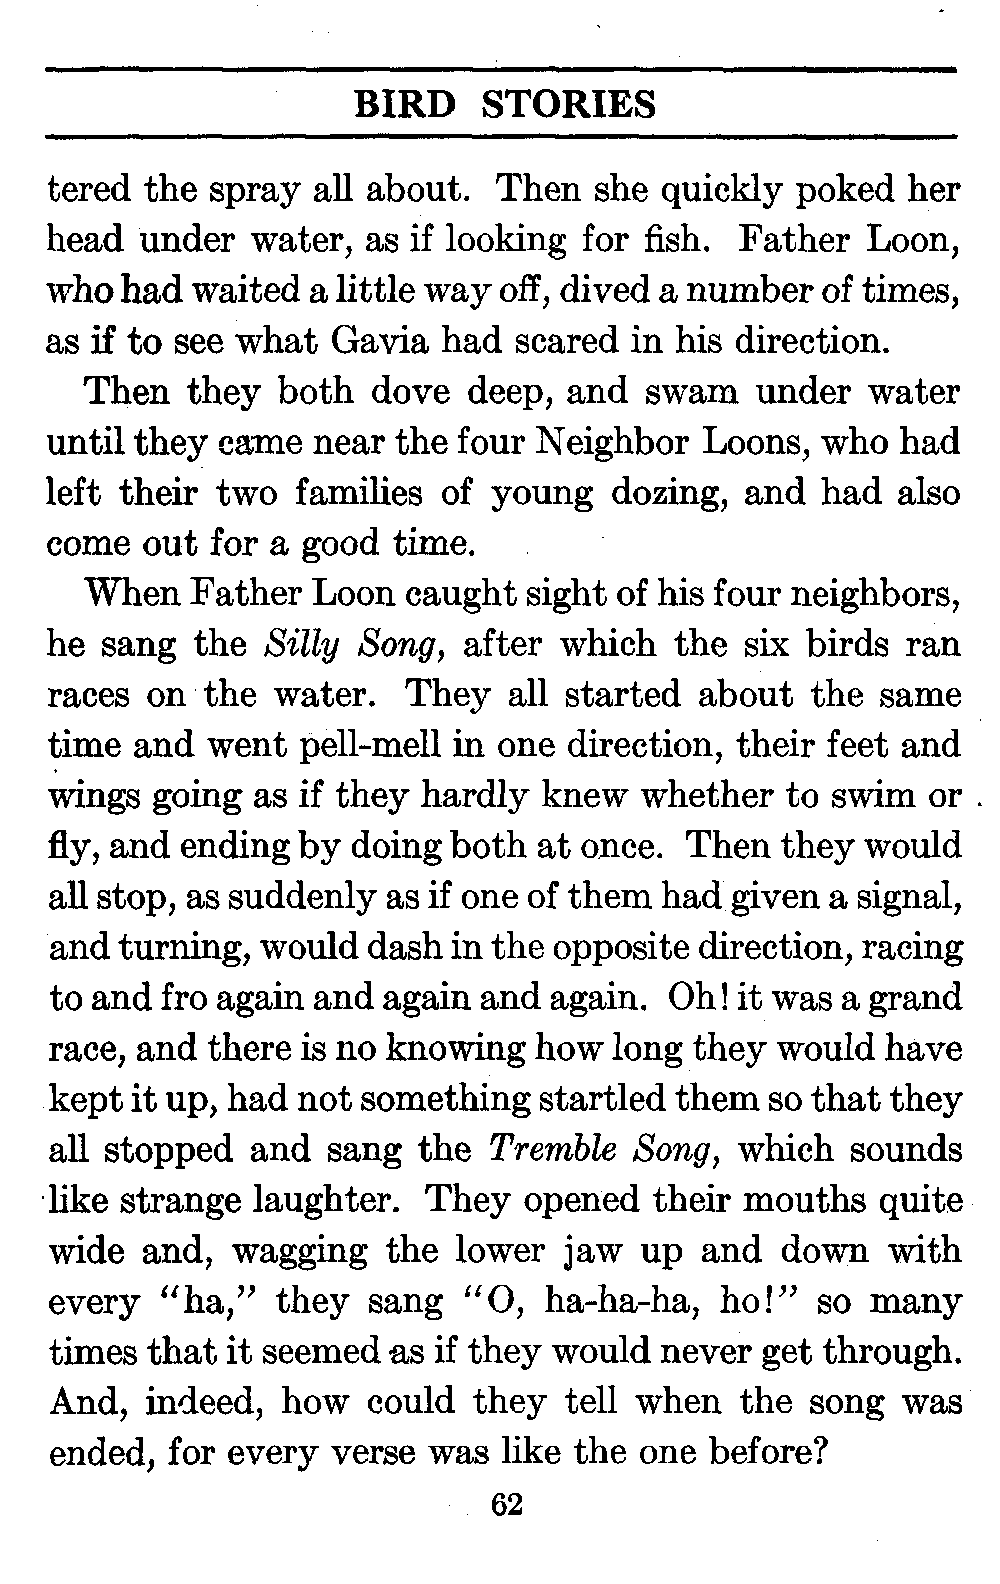 BIRD STORIES
tered the spray all about. Then she quickly poked her
head under water, as if looking for fish. Father Loon,
who had waited a little way off, dived a number of times,
as if to see what Gavia had scared in his direction.
Then they both dove deep, and swam under water
until they came near the four Neighbor Loons, who had
left their two families of young dozing, and had also
come out for a good time.
When Father Loon caught sight of his four neighbors,
he sang the Silly Song, after which the six birds ran
races on the water. They all started about the same
time and went pell-mell in one direction, their feet and
wings going as if they hardly knew whether to swim or
fly, and ending by doing both at once. Then they would
all stop, as suddenly as if one of them had given a signal,
and turning, would dash in the opposite direction, racing
to and fro again and again and again. Oh! it was a grand
race, and there is no knowing how long they would have
kept it up, had not something startled them so that they
all stopped and sang the Tremble Song, which sounds
like strange laughter. They opened their mouths quite
wide and, wagging the lower jaw up and down with
every “ha,” they sang “O, ha-ha-ha, ho!” so many
times that it seemed as if they would never get through.
And, indeed, how could they tell when the song was
ended, for every verse was like the one before?
62